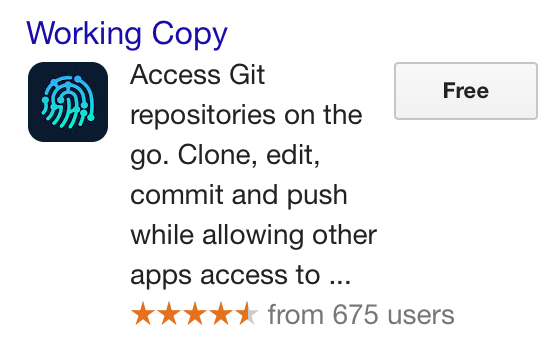 Working Copy
Access Git
repositories on the
go. Clone, edit,
commit and push
while allowing other
apps access to ...
Free
from 675 users